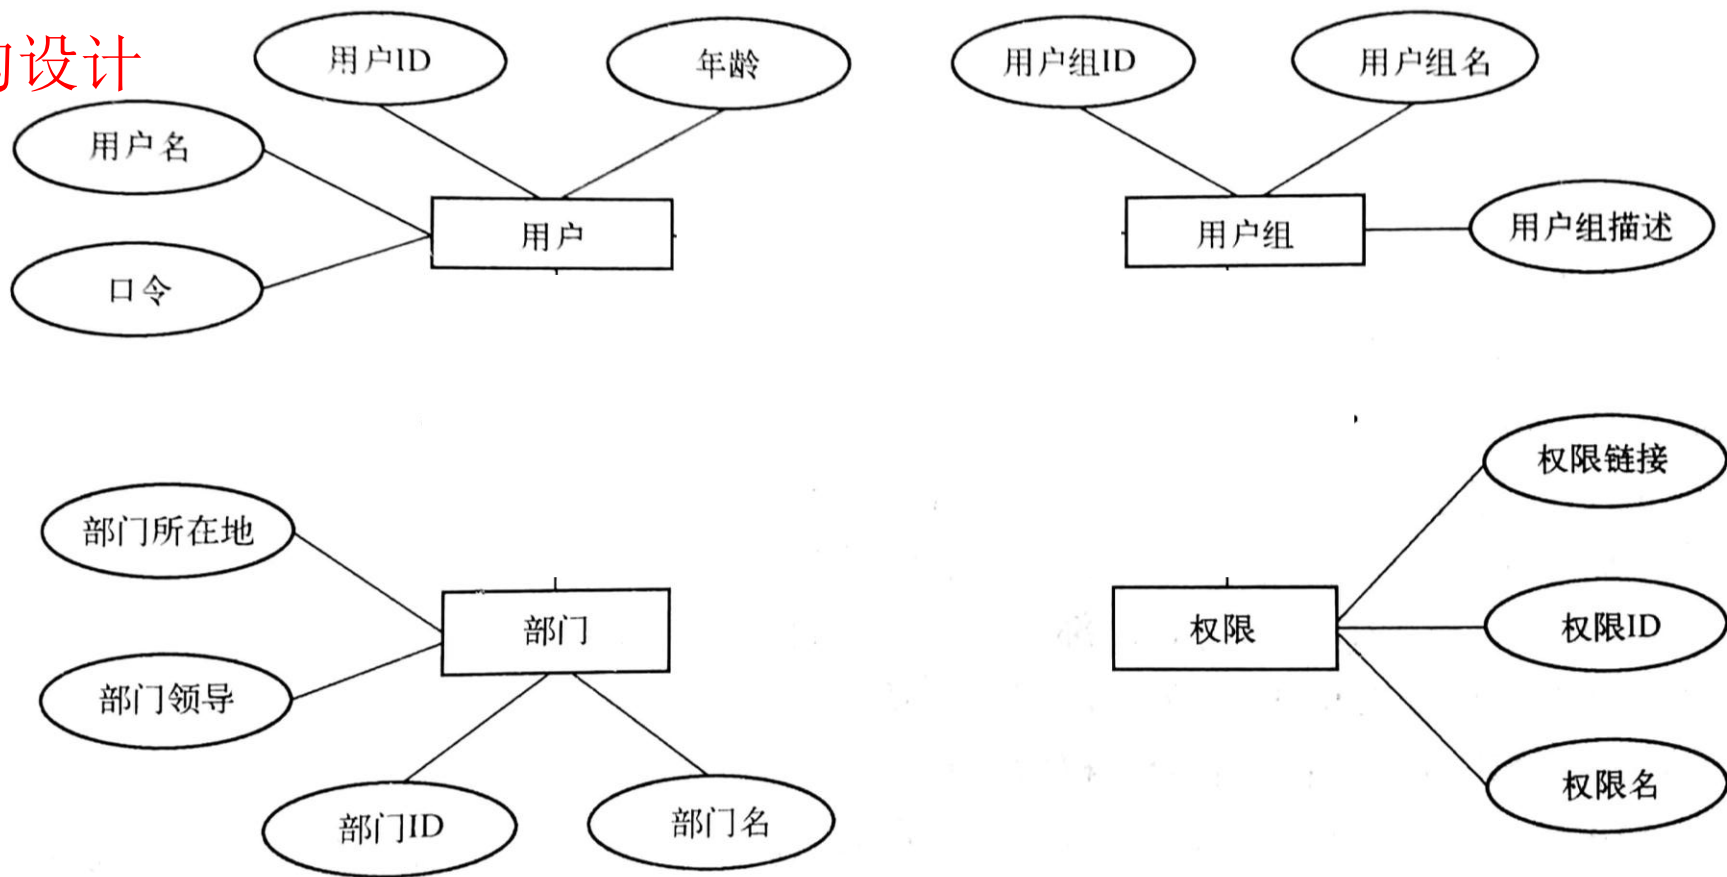 的设计
用户ID
年龄
用户组ID
用户组名
用户名
用户
用户组
用户组描述
口令
权限链接
部门所在地
部门
权限
权限ID
部门领导
部门ID
部门名
权限名